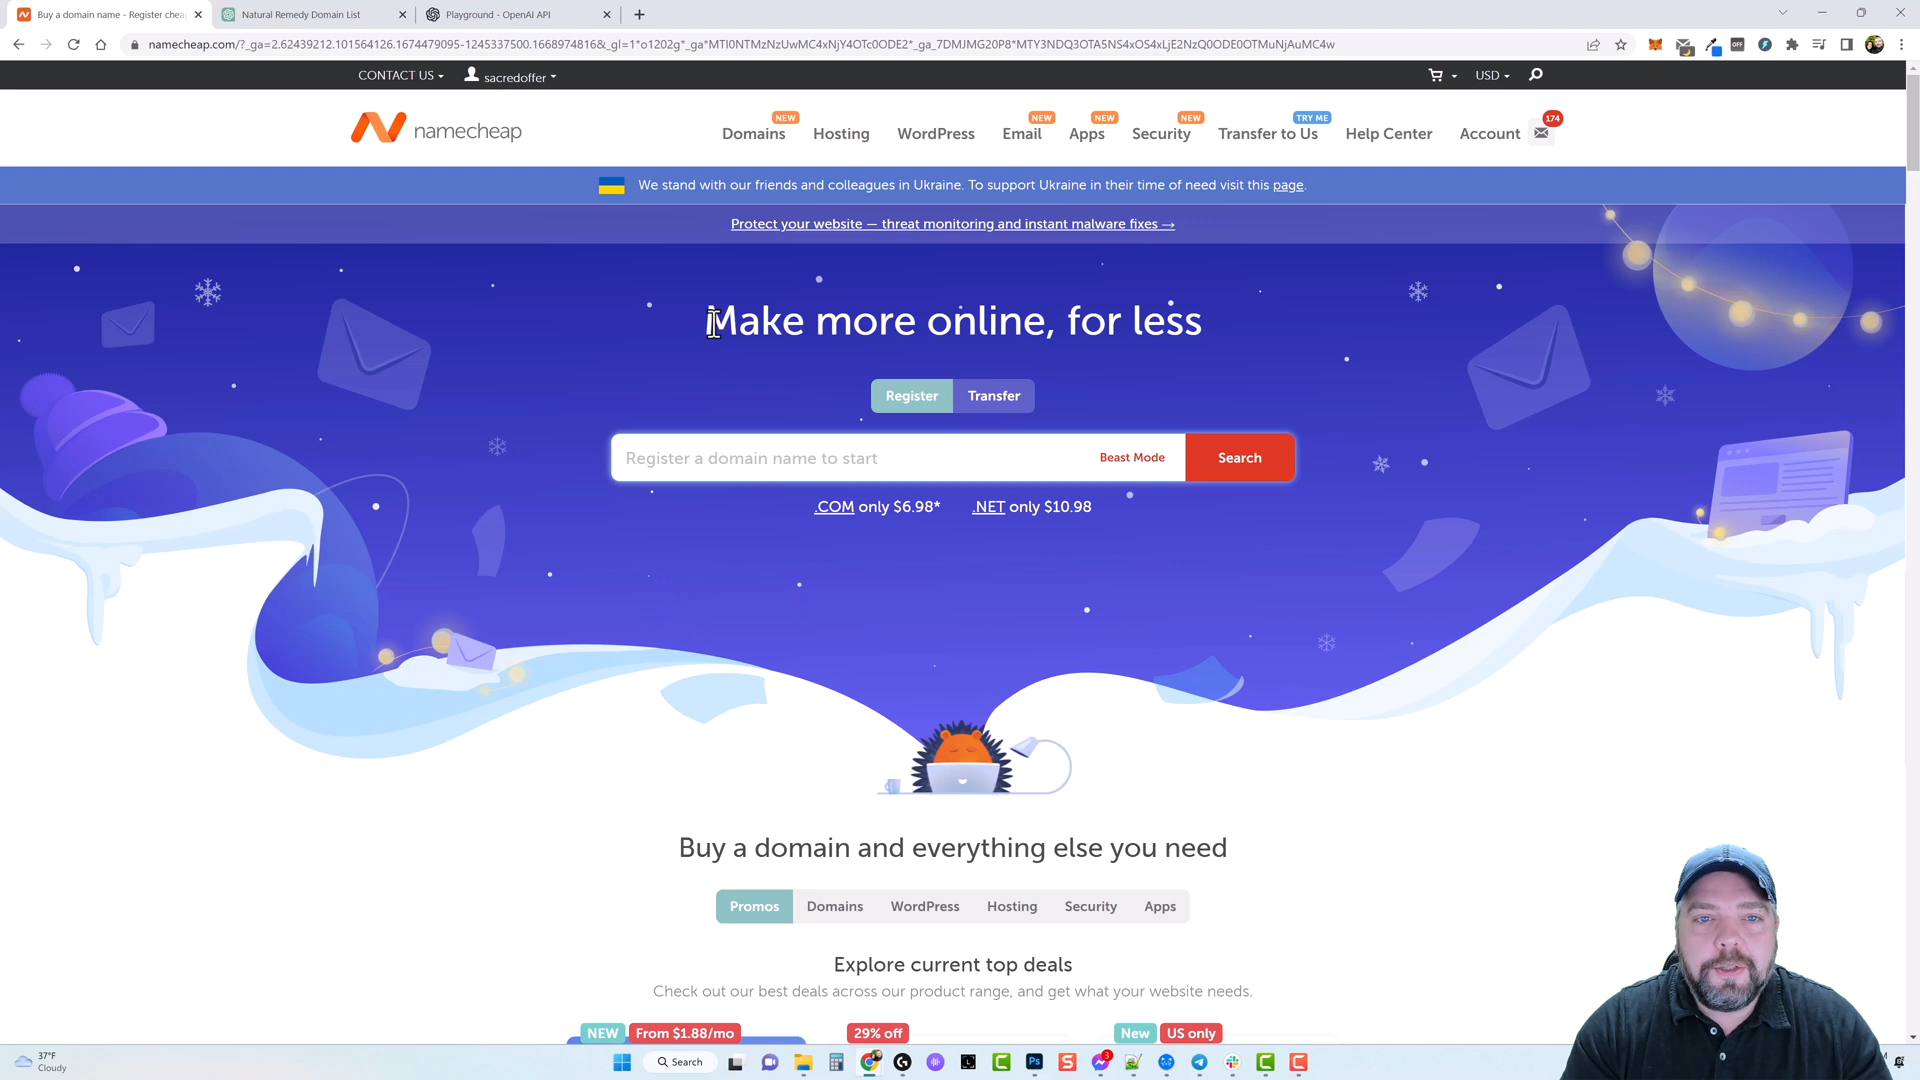 Buy a domain name - Register cheap
Natural Remedy Domain List
Playground - OpenAI API
namecheap.com/?_ga=2.62439212.101564126.1674479095-1245337500.1668974816&_gl=1*o1202g*_ga*MTI0NTMzNzUwMC4xNjY4OTc0ODE2*_ga_7DMJMG20P8*MTY3NDQ3OTA5NS4xOS4xLjE2NzQ0ODE0OTMuNjAuMC4w
OFF
CONTACT US
sacredoffer
USD
namecheap
NEW NEW NEW NEW TRY ME 174
Domains Hosting WordPress Email Apps Security Transfer to Us Help Center Account
We stand with our friends and colleagues in Ukraine. To support Ukraine in their time of need visit this page.
Protect your website — threat monitoring and instant malware fixes →
Make more online, for less
Register Transfer
Register a domain name to start Beast Mode Search
.COM only $6.98* .NET only $10.98
Buy a domain and everything else you need
Promos Domains WordPress Hosting Security Apps
Explore current top deals
Check out our best deals across our product range, and get what your website needs.
NEW From $1.88/mo 29% off New US only
37°F
Cloudy
Search
Ps
3